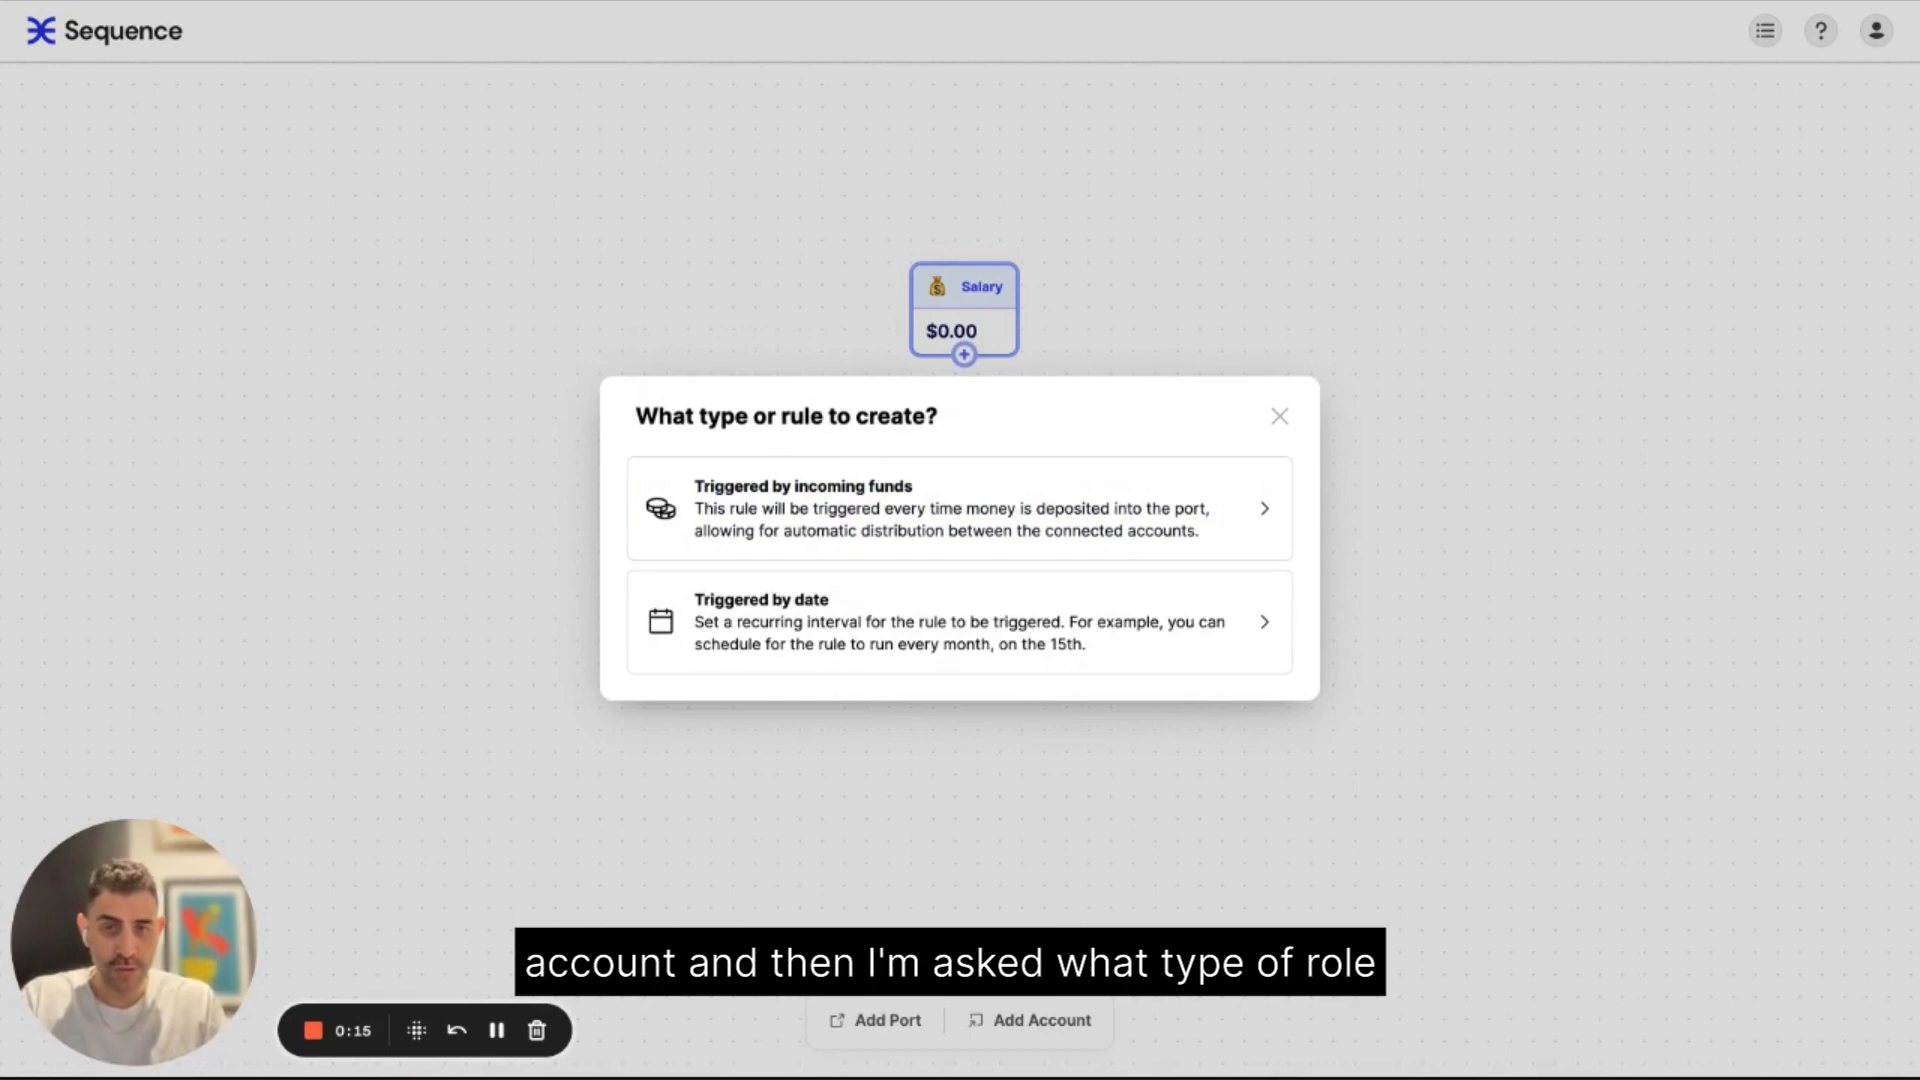 Sequence
?
Salary
$0.00
What type or rule to create?
Triggered by incoming funds
This rule will be triggered every time money is deposited into the port,
allowing for automatic distribution between the connected accounts.
Triggered by date
Set a recurring interval for the rule to be triggered. For example, you can
schedule for the rule to run every month, on the 15th.
account and then I'm asked what type of role
Add Port
Add Account
0:15